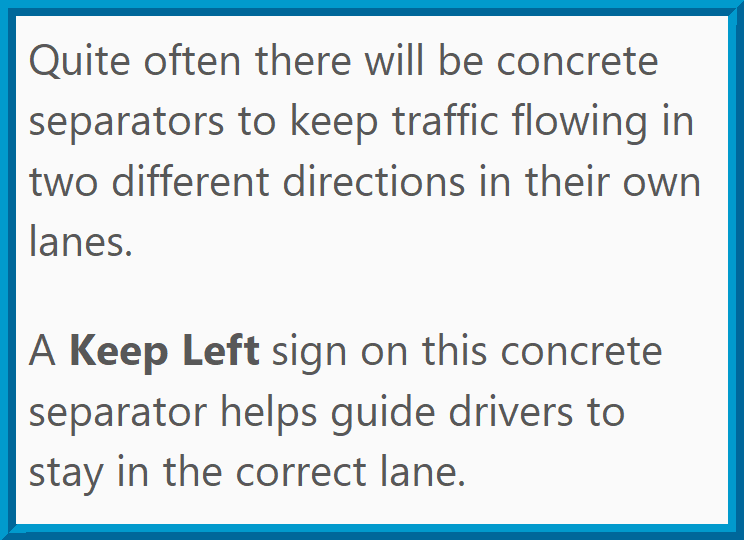 Quite often there will be concrete
separators to keep traffic flowing in
two different directions in their own
lanes.
A Keep Left sign on this concrete
separator helps guide drivers to
stay in the correct lane.